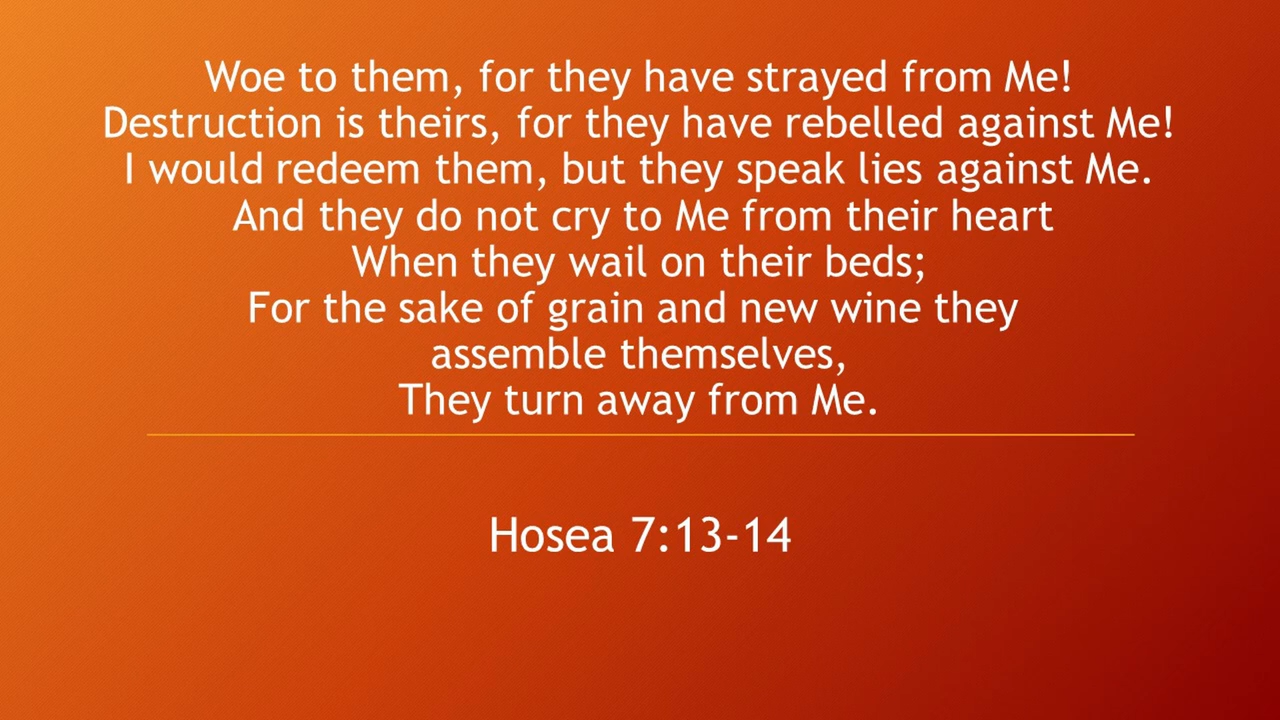 Woe to them, for they have strayed from Me!
Destruction is theirs, for they have rebelled against Me!
I would redeem them, but they speak lies against Me.
And they do not cry to Me from their heart
When they wail on their beds;
For the sake of grain and new wine they
assemble themselves,
They turn away from Me.
Hosea 7:13-14